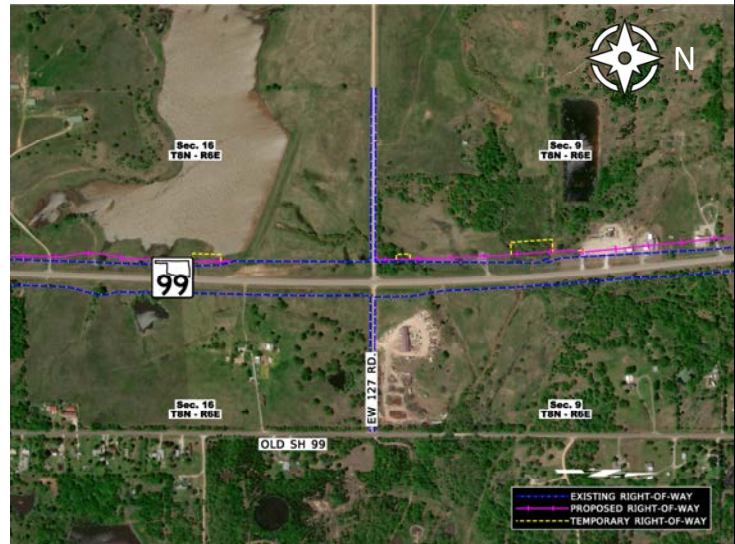 N
Sec. 16
T8N - R6E
Sec. 9
T8N - R6E
99
EW 127 RD.
Sec. 16
T8N - R6E
Sec. 9
T8N - R6E
OLD SH 99
EXISTING RIGHT-OF-WAY
PROPOSED RIGHT-OF-WAY
TEMPORARY RIGHT-OF-WAY